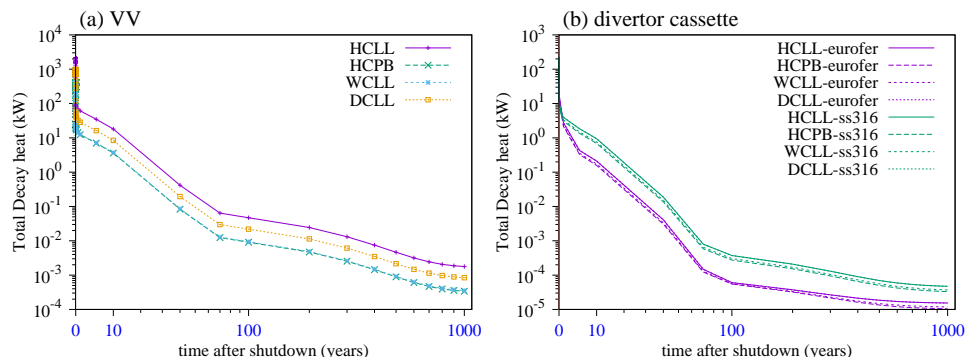 (a) VV
Total Decay heat (kW)
10^4
10^3
10^2
10^1
10^0
10^-1
10^-2
10^-3
10^-4
HCLL
HCPB
WCLL
DCLL
0 10 100 1000
time after shutdown (years)
(b) divertor cassette
Total Decay heat (kW)
10^4
10^3
10^2
10^1
10^0
10^-1
10^-2
10^-3
10^-4
10^-5
HCLL-eurofer
HCPB-eurofer
WCLL-eurofer
DCLL-eurofer
HCLL-ss316
HCPB-ss316
WCLL-ss316
DCLL-ss316
0 10 100 1000
time after shutdown (years)